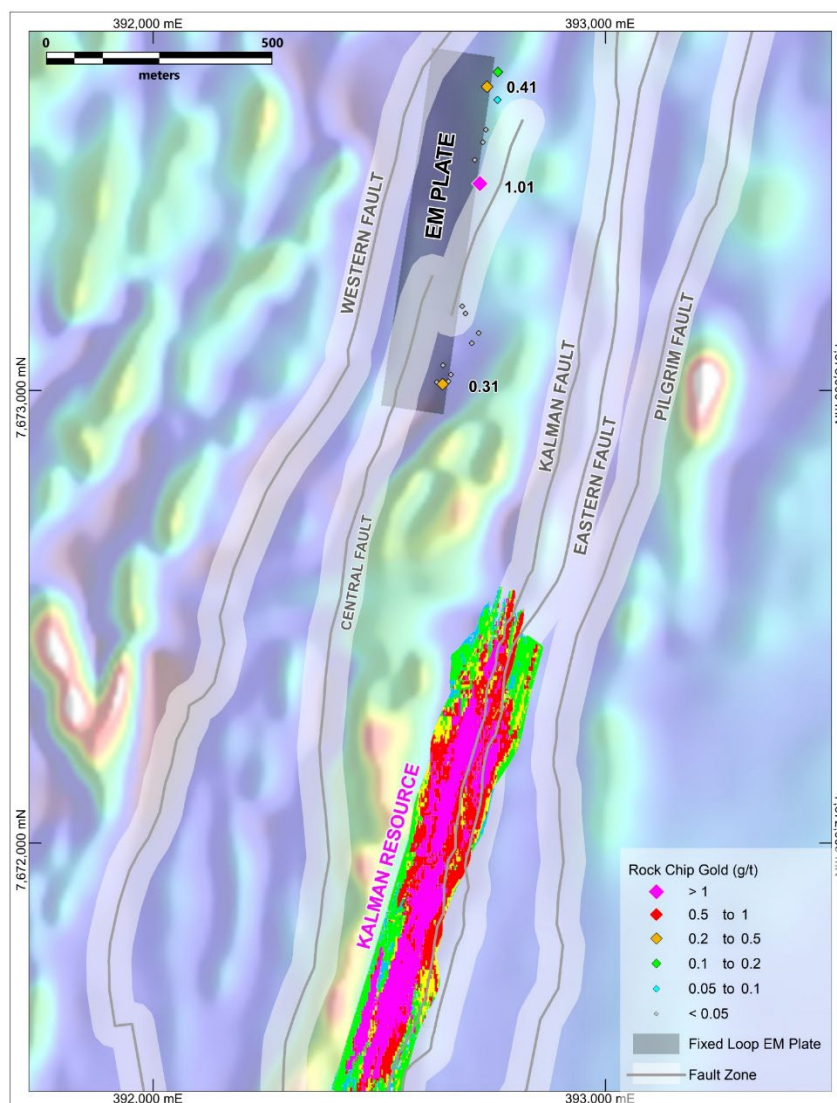 392,000 mE
393,000 mE
0
500
meters
0.41
EM PLATE
1.01
WESTERN FAULT
KALMAN FAULT
EASTERN FAULT
PILGRIM FAULT
0.31
7,673,000 mN
CENTRAL FAULT
KALMAN RESOURCE
7,672,000 mN
Rock Chip Gold (g/t)
> 1
0.5 to 1
0.2 to 0.5
0.1 to 0.2
0.05 to 0.1
< 0.05
Fixed Loop EM Plate
Fault Zone
392,000 mE
393,000 mE